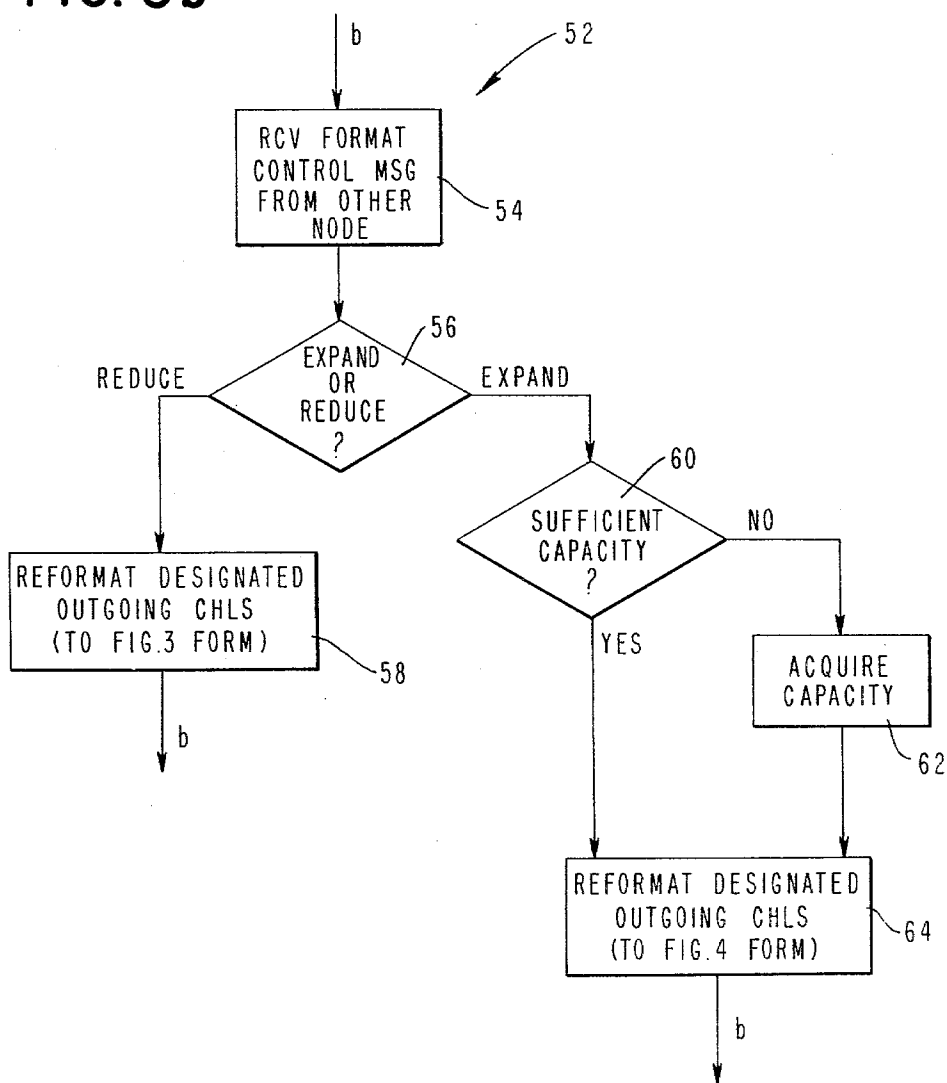 b
52
RCV FORMAT
CONTROL MSG
FROM OTHER
NODE
54
56
EXPAND
OR
REDUCE
?
REDUCE
EXPAND
60
SUFFICIENT
CAPACITY
?
NO
YES
REFORMAT DESIGNATED
OUTGOING CHLS
(TO FIG.3 FORM)
58
ACQUIRE
CAPACITY
62
b
REFORMAT DESIGNATED
OUTGOING CHLS
(TO FIG.4 FORM)
64
b